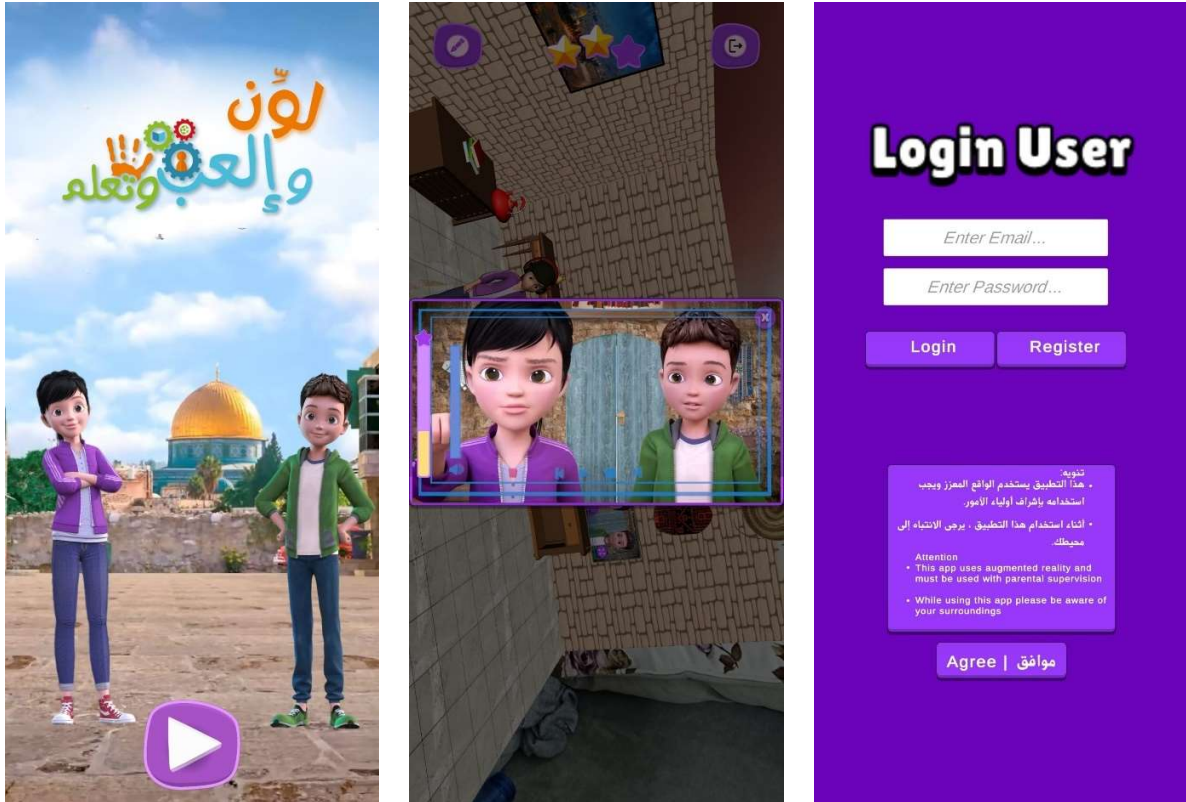 لوِّن
وإلعب وتعلم
Login User
Enter Email...
Enter Password...
Login
Register
تنويه:
• هذا التطبيق يستخدم الواقع المعزز ويجب
استخدامه بإشراف أولياء الأمور.
• أثناء استخدام هذا التطبيق ، يرجى الانتباه إلى
محيطك.
Attention
• This app uses augmented reality and
must be used with parental supervision
• While using this app please be aware of
your surroundings
Agree | موافق